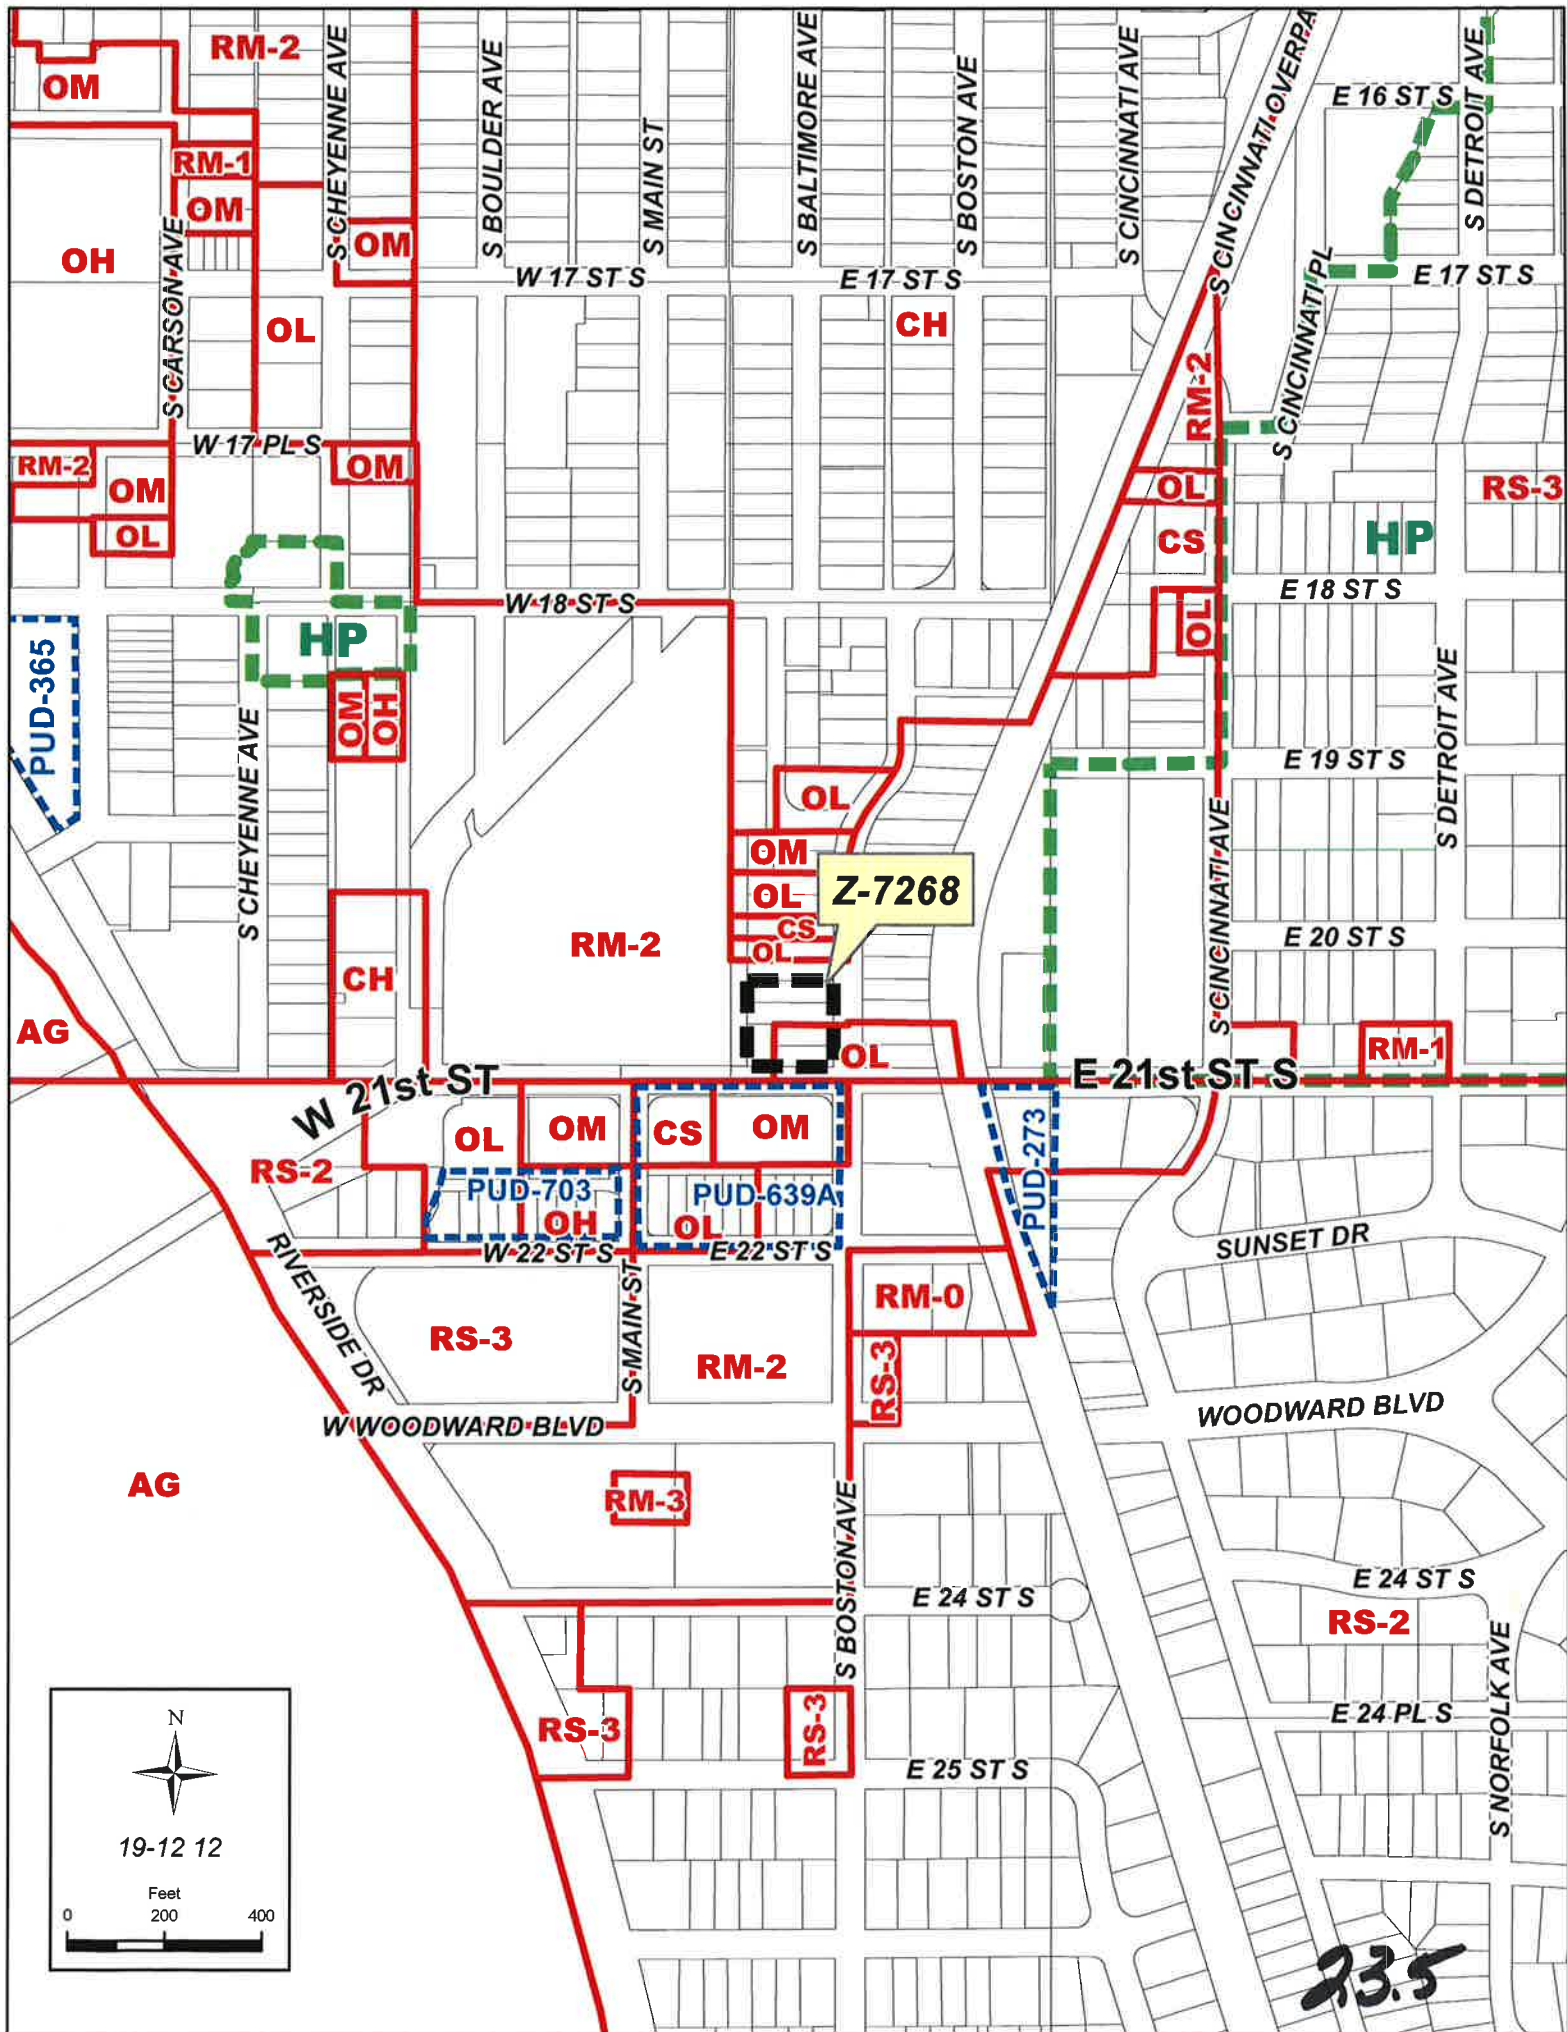 RM-2
OM
S CHEYENNE AVE
S BOULDER AVE
S MAIN ST
S BALTIMORE AVE
S BOSTON AVE
S CINCINNATI AVE
S CINCINNATI OVERPA
E 16 ST S
S DETROIT AVE
RM-1
OM
OH
S CARSON AVE
OM
OL
W 17 ST S
E 17 ST S
E 17 ST S
CH
S CINCINNATI PL
RM-2
W 17 PL S
RM-2
OM
OM
OL
OL
CS
RS-3
HP
W 18 ST S
E 18 ST S
OL
HP
PUD-365
OM
OH
S CHEYENNE AVE
E 19 ST S
S DETROIT AVE
OL
OM
OL
CS
OL
Z-7268
S CINCINNATI AVE
RM-2
E 20 ST S
CH
AG
OL
RM-1
W 21st ST
E 21st ST S
OL
OM
CS
OM
PUD-273
RS-2
PUD-703
PUD-639A
OH
OL
W 22 ST S
E 22 ST S
SUNSET DR
RIVERSIDE DR
S MAIN ST
RM-0
RS-3
RM-2
RS-3
W WOODWARD BLVD
WOODWARD BLVD
AG
RM-3
S BOSTON AVE
E 24 ST S
E 24 ST S
RS-2
S NORFOLK AVE
RS-3
RS-3
E 24 PL S
E 25 ST S
N
19-12 12
Feet
0 200 400
23.5